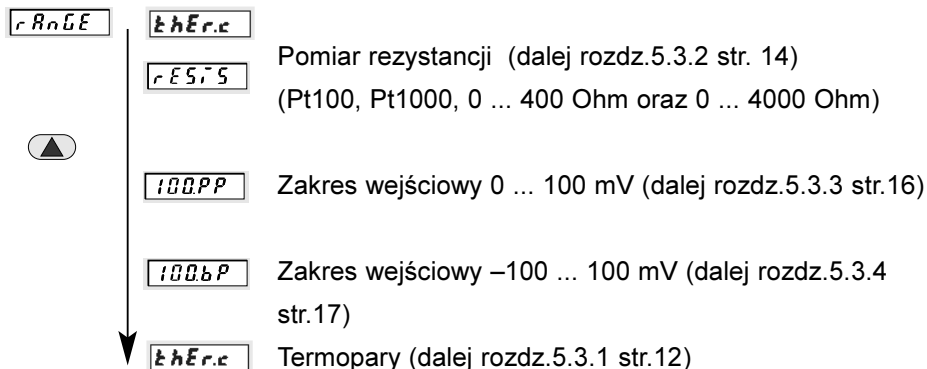 rAnGE
thEr.c
rESiS
Pomiar rezystancji (dalej rozdz.5.3.2 str. 14)
(Pt100, Pt1000, 0 ... 400 Ohm oraz 0 ... 4000 Ohm)
100.PP
Zakres wejściowy 0 ... 100 mV (dalej rozdz.5.3.3 str.16)
100.bP
Zakres wejściowy –100 ... 100 mV (dalej rozdz.5.3.4
str.17)
thEr.c
Termopary (dalej rozdz.5.3.1 str.12)